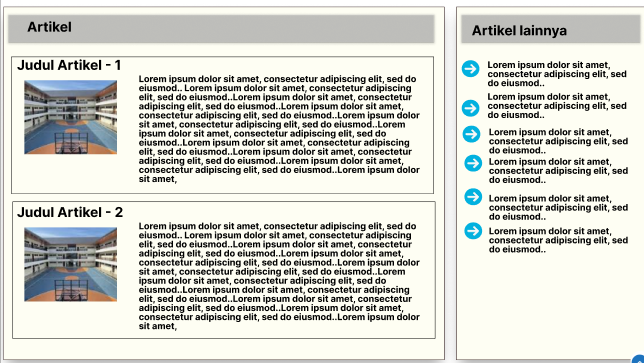 Artikel
Judul Artikel - 1
Lorem ipsum dolor sit amet, consectetur adipiscing elit, sed do
eiusmod.. Lorem ipsum dolor sit amet, consectetur adipiscing
elit, sed do eiusmod..Lorem ipsum dolor sit amet, consectetur
adipiscing elit, sed do eiusmod..Lorem ipsum dolor sit amet,
consectetur adipiscing elit, sed do eiusmod..Lorem ipsum dolor
sit amet, consectetur adipiscing elit, sed do eiusmod..Lorem
ipsum dolor sit amet, consectetur adipiscing elit, sed do
eiusmod..Lorem ipsum dolor sit amet, consectetur adipiscing
elit, sed do eiusmod..Lorem ipsum dolor sit amet, consectetur
adipiscing elit, sed do eiusmod..Lorem ipsum dolor sit amet,
consectetur adipiscing elit, sed do eiusmod..Lorem ipsum dolor
sit amet,
Judul Artikel - 2
Lorem ipsum dolor sit amet, consectetur adipiscing elit, sed do
eiusmod.. Lorem ipsum dolor sit amet, consectetur adipiscing
elit, sed do eiusmod..Lorem ipsum dolor sit amet, consectetur
adipiscing elit, sed do eiusmod..Lorem ipsum dolor sit amet,
consectetur adipiscing elit, sed do eiusmod..Lorem ipsum dolor
sit amet, consectetur adipiscing elit, sed do eiusmod..Lorem
ipsum dolor sit amet, consectetur adipiscing elit, sed do
eiusmod..Lorem ipsum dolor sit amet, consectetur adipiscing
elit, sed do eiusmod..Lorem ipsum dolor sit amet, consectetur
adipiscing elit, sed do eiusmod..Lorem ipsum dolor sit amet,
consectetur adipiscing elit, sed do eiusmod..Lorem ipsum dolor
sit amet,
Artikel lainnya
Lorem ipsum dolor sit amet,
consectetur adipiscing elit, sed
do eiusmod..
Lorem ipsum dolor sit amet,
consectetur adipiscing elit, sed
do eiusmod..
Lorem ipsum dolor sit amet,
consectetur adipiscing elit, sed
do eiusmod..
Lorem ipsum dolor sit amet,
consectetur adipiscing elit, sed
do eiusmod..
Lorem ipsum dolor sit amet,
consectetur adipiscing elit, sed
do eiusmod..
Lorem ipsum dolor sit amet,
consectetur adipiscing elit, sed
do eiusmod..